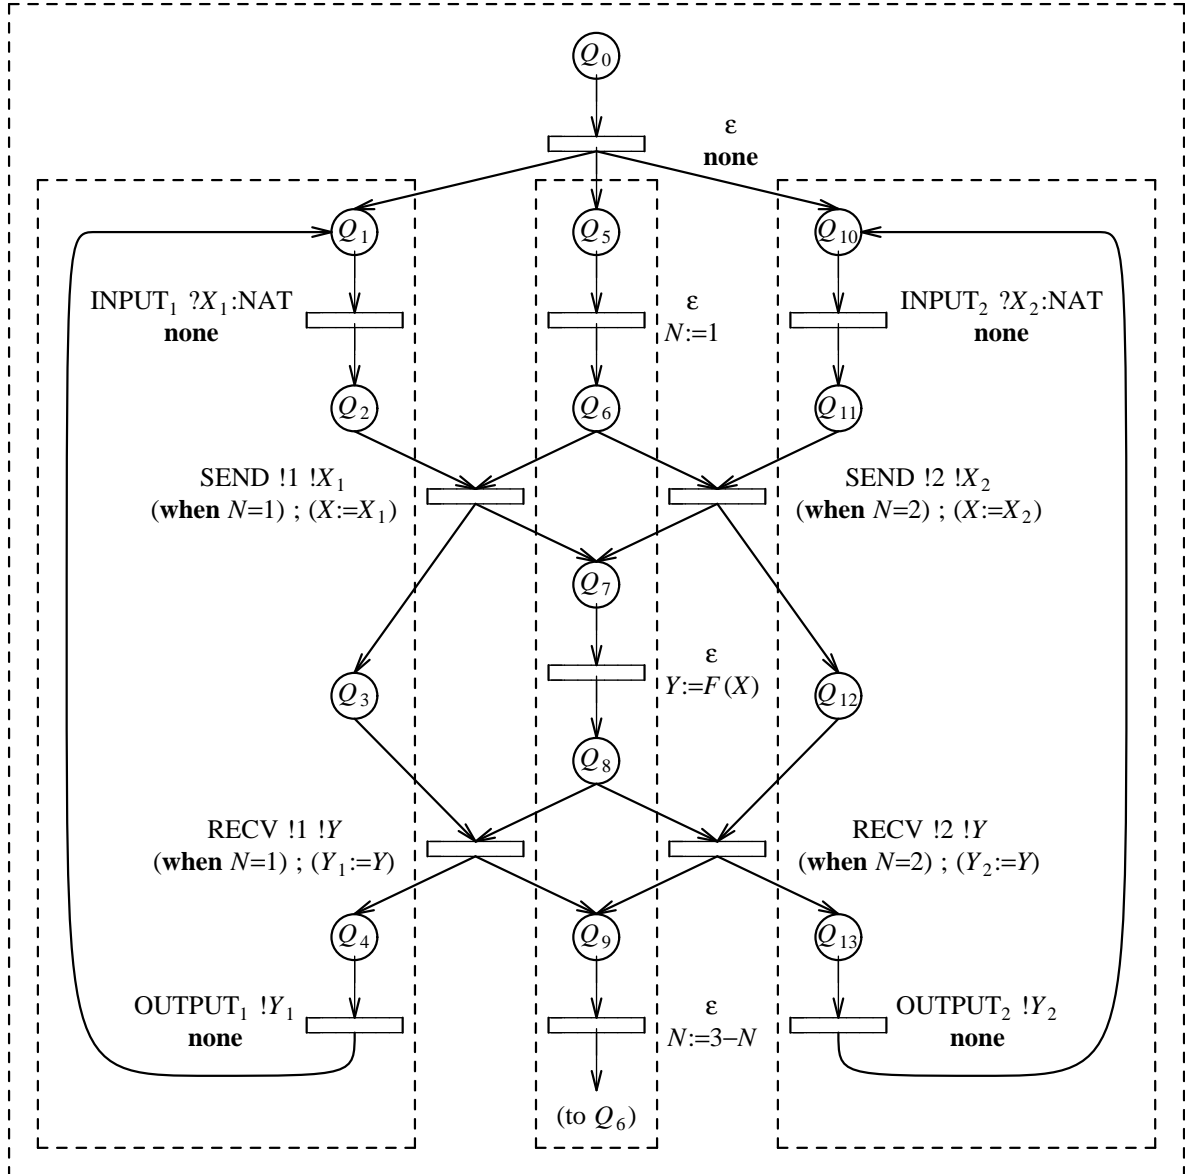 Q0
ε
none
Q1
Q5
Q10
INPUT1 ?X1:NAT
none
ε
N:=1
INPUT2 ?X2:NAT
none
Q2
Q6
Q11
SEND !1 !X1
(when N=1) ; (X:=X1)
SEND !2 !X2
(when N=2) ; (X:=X2)
Q7
ε
Y:=F(X)
Q3
Q12
Q8
RECV !1 !Y
(when N=1) ; (Y1:=Y)
RECV !2 !Y
(when N=2) ; (Y2:=Y)
Q4
Q9
Q13
OUTPUT1 !Y1
none
ε
N:=3−N
OUTPUT2 !Y2
none
(to Q6)